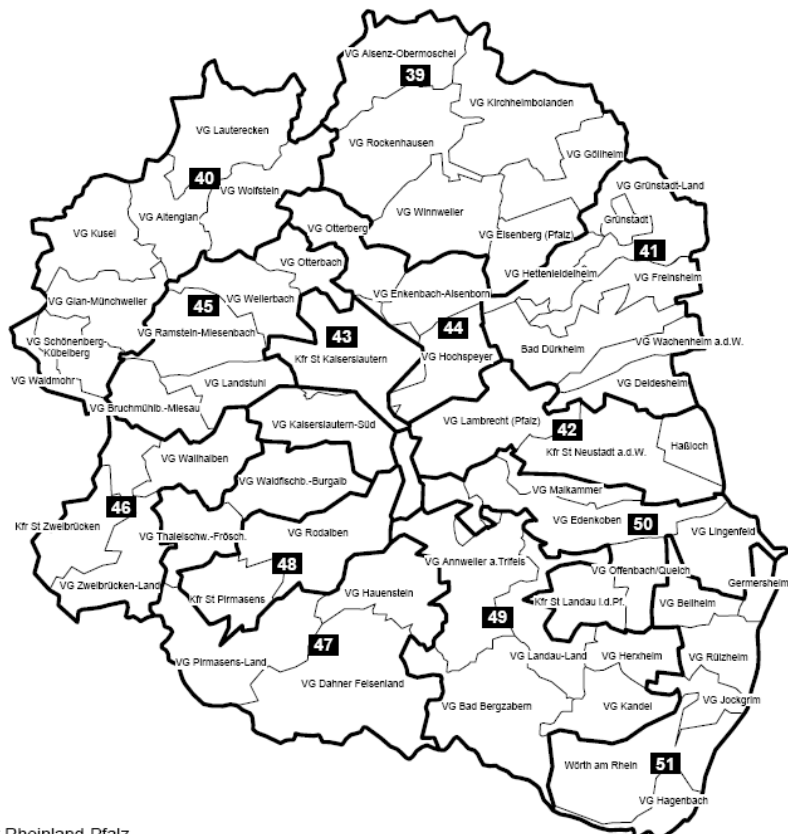 VG Alsenz-Obermoschel
39
VG Kirchheimbolanden
VG Lauterecken
VG Rockenhausen
VG Göllheim
40
VG Wolfstein
VG Grünstadt-Land
VG Altenglan
VG Winnweiler
Grünstadt
VG Kusel
VG Otterberg
VG Eisenberg (Pfalz)
41
VG Otterbach
VG Hettenleidelheim
VG Freinsheim
VG Glan-Münchweiler
45
VG Weilerbach
VG Enkenbach-Alsenborn
VG Schönenberg-
Kübelberg
VG Ramstein-Miesenbach
43
44
Bad Dürkheim
VG Wachenheim a.d.W.
Kfr St Kaiserslautern
VG Hochspeyer
VG Waldmohr
VG Landstuhl
VG Deidesheim
VG Bruchmühlb.-Miesau
VG Kaiserslautern-Süd
VG Lambrecht (Pfalz)
42
Haßloch
VG Wallhalben
Kfr St Neustadt a.d.W.
VG Waldfischb.-Burgalb
VG Maikammer
46
Kfr St Zweibrücken
VG Thaleischw.-Frösch.
VG Rodalben
VG Edenkoben
50
VG Lingenfeld
48
VG Annweiler a.Trifels
VG Offenbach/Queich
VG Zweibrücken-Land
Kfr St Pirmasens
VG Hauenstein
Kfr St Landau i.d.Pf.
VG Bellheim
Germersheim
49
47
VG Pirmasens-Land
VG Landau-Land
VG Herxheim
VG Rülzheim
VG Dahner Felsenland
VG Bad Bergzabern
VG Kandel
VG Jockgrim
Wörth am Rhein
51
VG Hagenbach
Rheinland-Pfalz